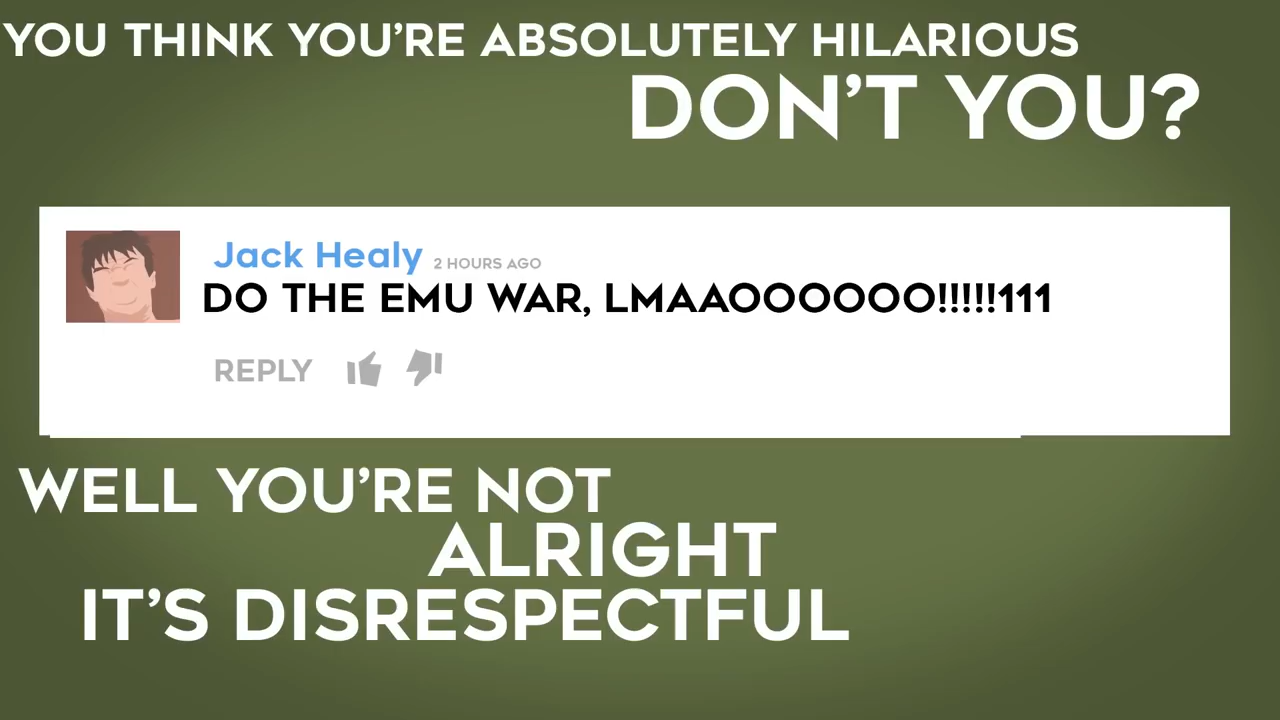 YOU THINK YOU'RE ABSOLUTELY HILARIOUS
DON'T YOU?
Jack Healy 2 HOURS AGO
DO THE EMU WAR, LMAAOOOOOO!!!!!111
REPLY
WELL YOU'RE NOT
ALRIGHT
IT'S DISRESPECTFUL